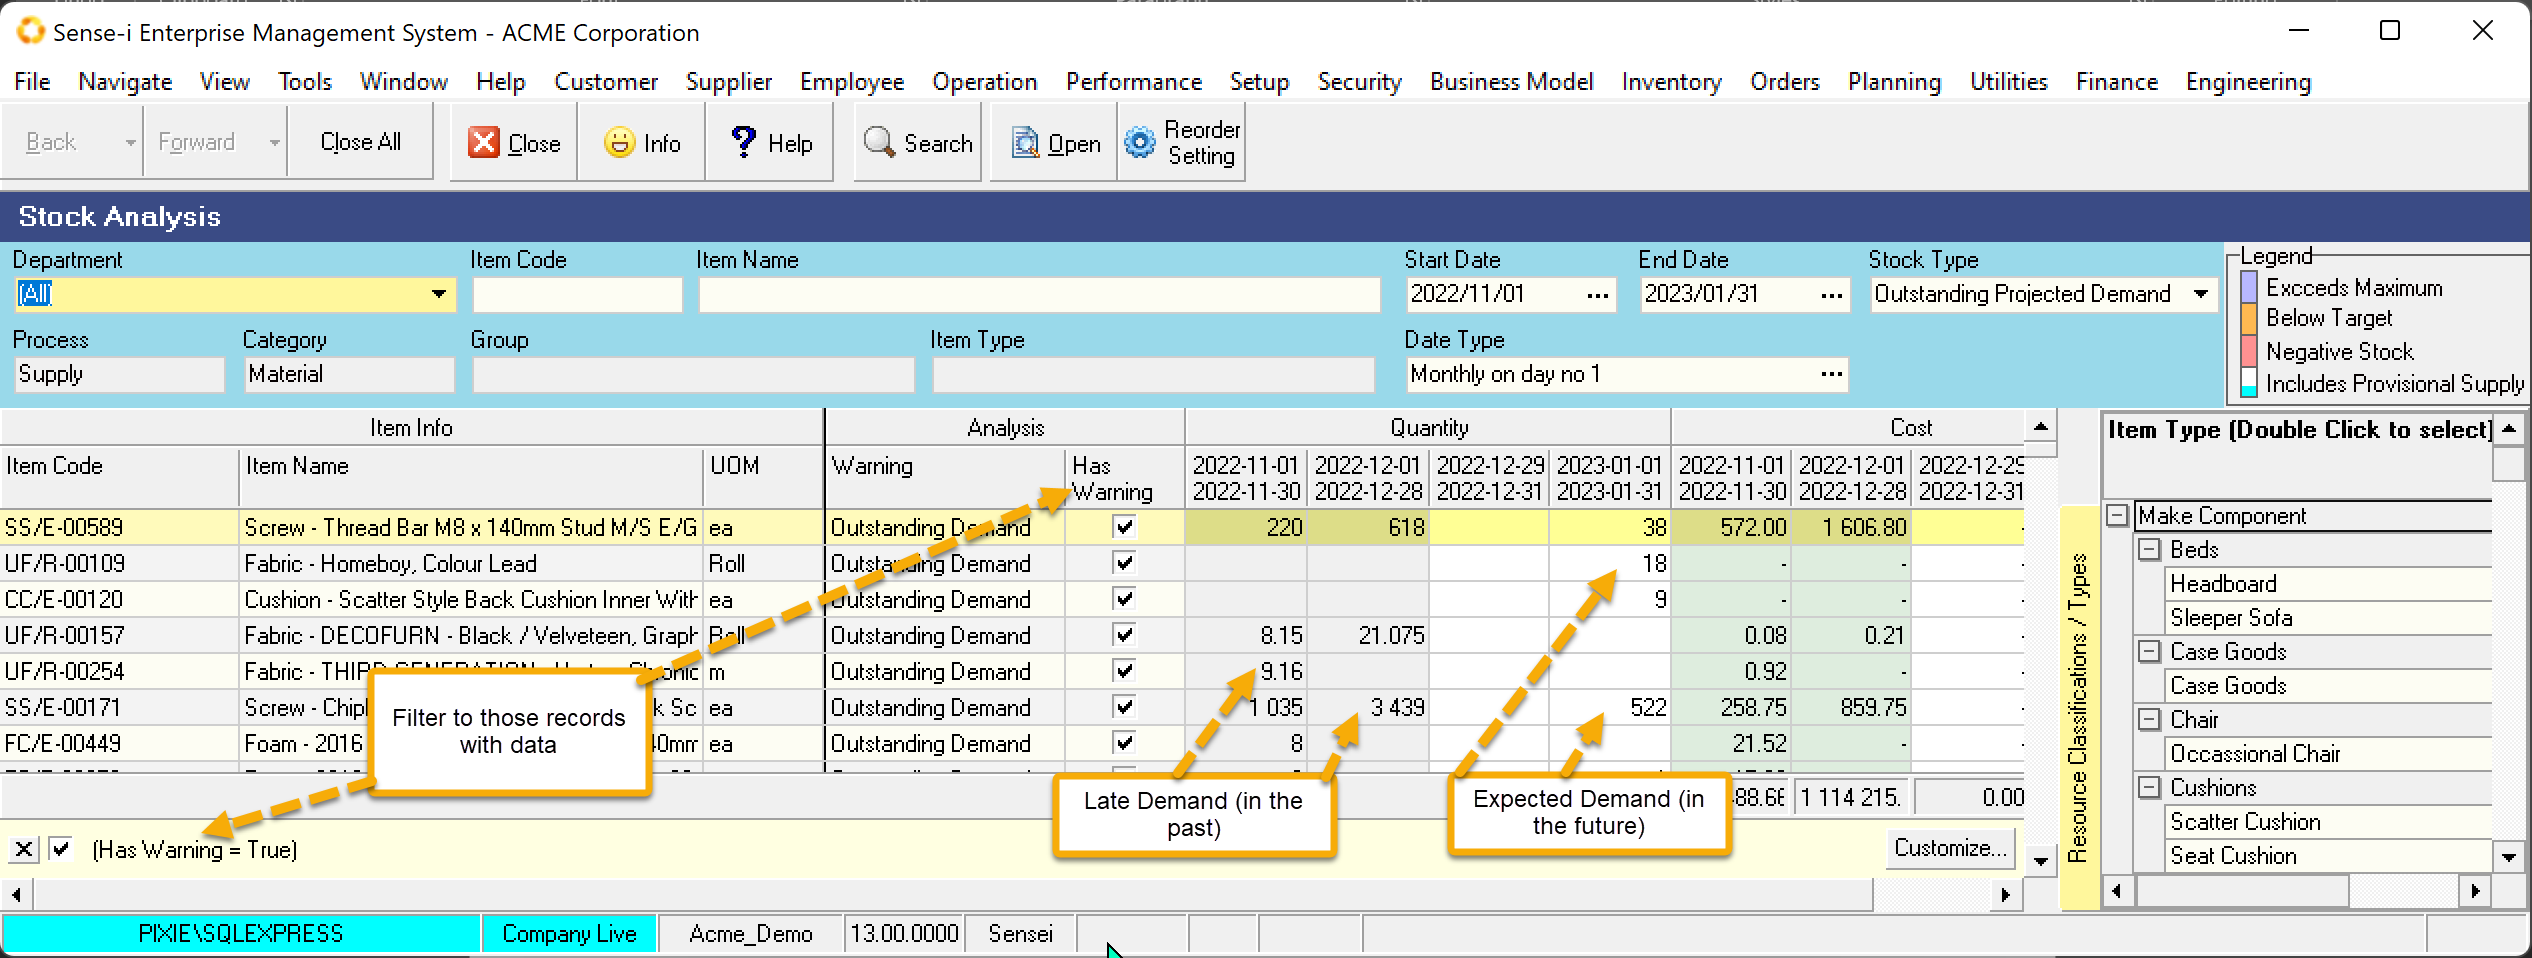 Sense-i Enterprise Management System - ACME Corporation
File Navigate View Tools Window Help Customer Supplier Employee Operation Performance Setup Security Business Model Inventory Orders Planning Utilities Finance Engineering
Back Forward Close All Close Info Help Search Open Reorder Setting
Stock Analysis
Department Item Code Item Name Start Date End Date Stock Type
(All) 2022/11/01 ... 2023/01/31 ... Outstanding Projected Demand
Process Category Group Item Type Date Type
Supply Material Monthly on day no 1 ...
Legend
Excceds Maximum
Below Target
Negative Stock
Includes Provisional Supply
Item Info Analysis Quantity Cost
Item Code Item Name UOM Warning Has Warning 2022-11-01 2022-11-30 2022-12-01 2022-12-28 2022-12-29 2022-12-31 2023-01-01 2023-01-31 2022-11-01 2022-11-30 2022-12-01 2022-12-28 2022-12-29 2022-12-31
SS/E-00589 Screw - Thread Bar M8 x 140mm Stud M/S E/G ea Outstanding Demand 220 618 38 572.00 1 606.80 -
UF/R-00109 Fabric - Homeboy, Colour Lead Roll Outstanding Demand 18 - - -
CC/E-00120 Cushion - Scatter Style Back Cushion Inner With ea Outstanding Demand 9 - - -
UF/R-00157 Fabric - DECOFURN - Black / Velveteen, Graph Roll Outstanding Demand 8.15 21.075 0.08 0.21 -
UF/R-00254 Fabric - THIRD GENERATION m Outstanding Demand 9.16 0.92 - -
SS/E-00171 Screw - Chip k Sc ea Outstanding Demand 1 035 3 439 522 258.75 859.75 -
FC/E-00449 Foam - 2016 40mm ea Outstanding Demand 8 21.52 - -
88.66 1 114 215. 0.00
Filter to those records
with data
Late Demand (in the
past)
Expected Demand (in
the future)
(Has Warning = True)
Customize...
Resource Classifications / Types
Item Type (Double Click to select)
Make Component
Beds
Headboard
Sleeper Sofa
Case Goods
Case Goods
Chair
Occassional Chair
Cushions
Scatter Cushion
Seat Cushion
PIXIE\SQLEXPRESS Company Live Acme_Demo 13.00.0000 Sensei